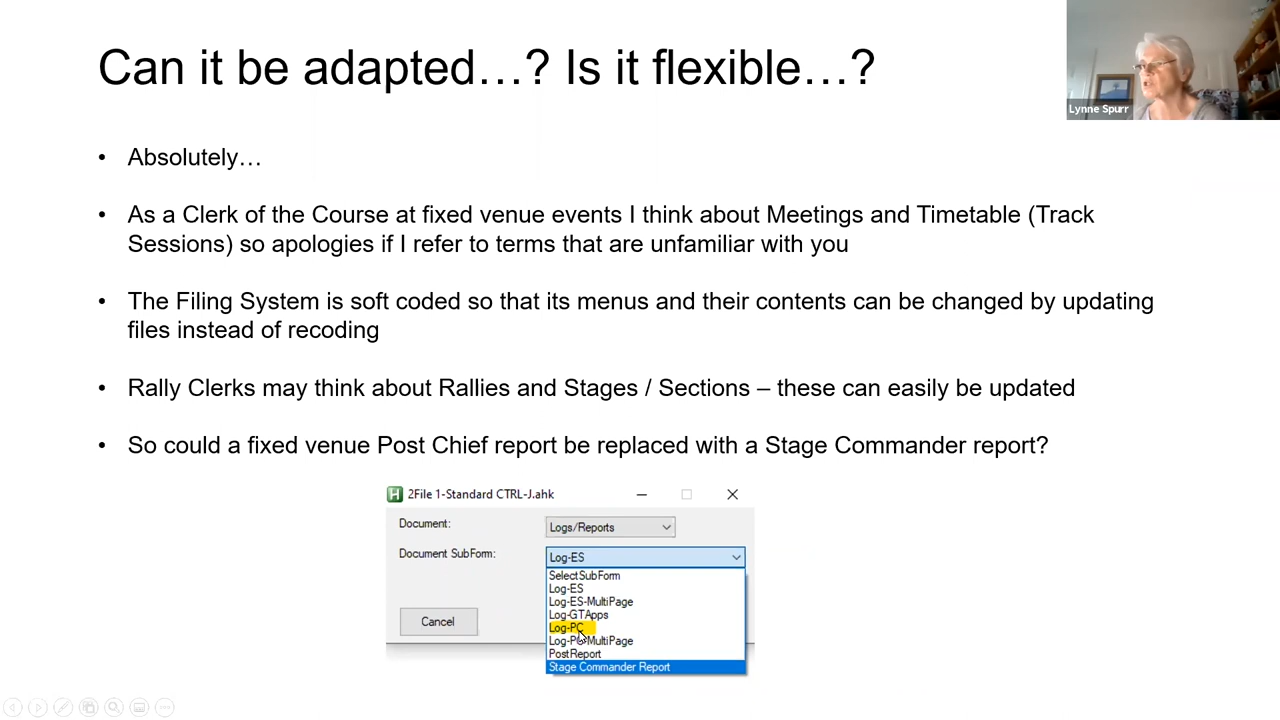 Can it be adapted…? Is it flexible…?
Lynne Spurr
• Absolutely…
• As a Clerk of the Course at fixed venue events I think about Meetings and Timetable (Track
Sessions) so apologies if I refer to terms that are unfamiliar with you
• The Filing System is soft coded so that its menus and their contents can be changed by updating
files instead of recoding
• Rally Clerks may think about Rallies and Stages / Sections – these can easily be updated
• So could a fixed venue Post Chief report be replaced with a Stage Commander report?
2File 1-Standard CTRL-J.ahk
Document:
Logs/Reports
Document SubForm:
Log-ES
SelectSubForm
Log-ES
Log-ES-MultiPage
Log-GTApps
Log-PC
Log-PC-MultiPage
PostReport
Stage Commander Report
Cancel